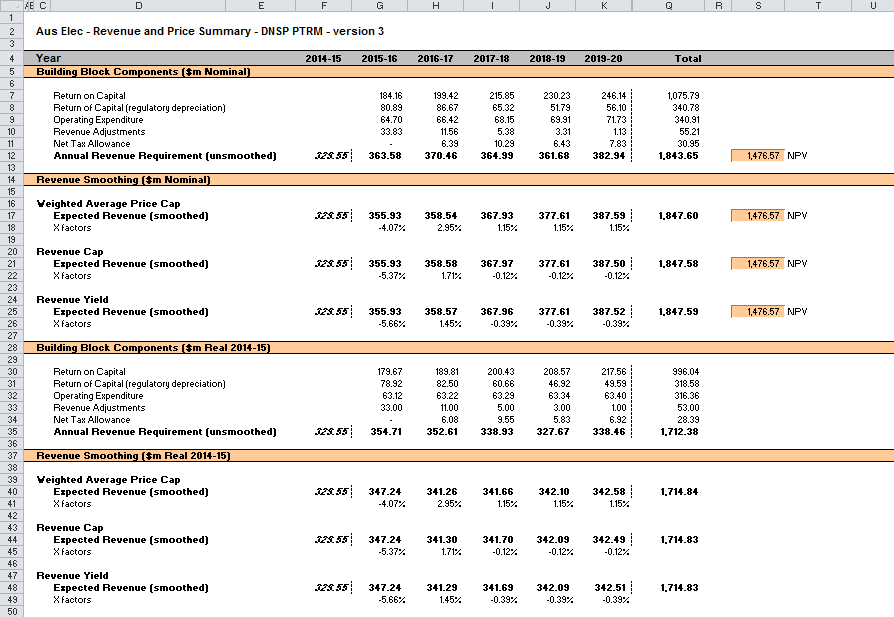 A B C D E F G H I J K Q R S T U
1
2 Aus Elec - Revenue and Price Summary - DNSP PTRM - version 3
3
4 Year 2014-15 2015-16 2016-17 2017-18 2018-19 2019-20 Total
5 Building Block Components ($m Nominal)
6
7 Return on Capital 184.16 199.42 215.85 230.23 246.14 1,075.79
8 Return of Capital (regulatory depreciation) 80.89 86.67 65.32 51.79 56.10 340.78
9 Operating Expenditure 64.70 66.42 68.15 69.91 71.73 340.91
10 Revenue Adjustments 33.83 11.56 5.38 3.31 1.13 55.21
11 Net Tax Allowance - 6.39 10.29 6.43 7.83 30.95
12 Annual Revenue Requirement (unsmoothed) 329.55 363.58 370.46 364.99 361.68 382.94 1,843.65 1,476.57 NPV
13
14 Revenue Smoothing ($m Nominal)
15
16 Weighted Average Price Cap
17 Expected Revenue (smoothed) 329.55 355.93 358.54 367.93 377.61 387.59 1,847.60 1,476.57 NPV
18 X factors -4.07% 2.95% 1.15% 1.15% 1.15%
19
20 Revenue Cap
21 Expected Revenue (smoothed) 329.55 355.93 358.58 367.97 377.61 387.50 1,847.58 1,476.57 NPV
22 X factors -5.37% 1.71% -0.12% -0.12% -0.12%
23
24 Revenue Yield
25 Expected Revenue (smoothed) 329.55 355.93 358.57 367.96 377.61 387.52 1,847.59 1,476.57 NPV
26 X factors -5.66% 1.45% -0.39% -0.39% -0.39%
27
28 Building Block Components ($m Real 2014-15)
29
30 Return on Capital 179.67 189.81 200.43 208.57 217.56 996.04
31 Return of Capital (regulatory depreciation) 78.92 82.50 60.66 46.92 49.59 318.58
32 Operating Expenditure 63.12 63.22 63.29 63.34 63.40 316.36
33 Revenue Adjustments 33.00 11.00 5.00 3.00 1.00 53.00
34 Net Tax Allowance - 6.08 9.55 5.83 6.92 28.39
35 Annual Revenue Requirement (unsmoothed) 329.55 354.71 352.61 338.93 327.67 338.46 1,712.38
36
37 Revenue Smoothing ($m Real 2014-15)
38
39 Weighted Average Price Cap
40 Expected Revenue (smoothed) 329.55 347.24 341.26 341.66 342.10 342.58 1,714.84
41 X factors -4.07% 2.95% 1.15% 1.15% 1.15%
42
43 Revenue Cap
44 Expected Revenue (smoothed) 329.55 347.24 341.30 341.70 342.09 342.49 1,714.83
45 X factors -5.37% 1.71% -0.12% -0.12% -0.12%
46
47 Revenue Yield
48 Expected Revenue (smoothed) 329.55 347.24 341.29 341.69 342.09 342.51 1,714.83
49 X factors -5.66% 1.45% -0.39% -0.39% -0.39%
50